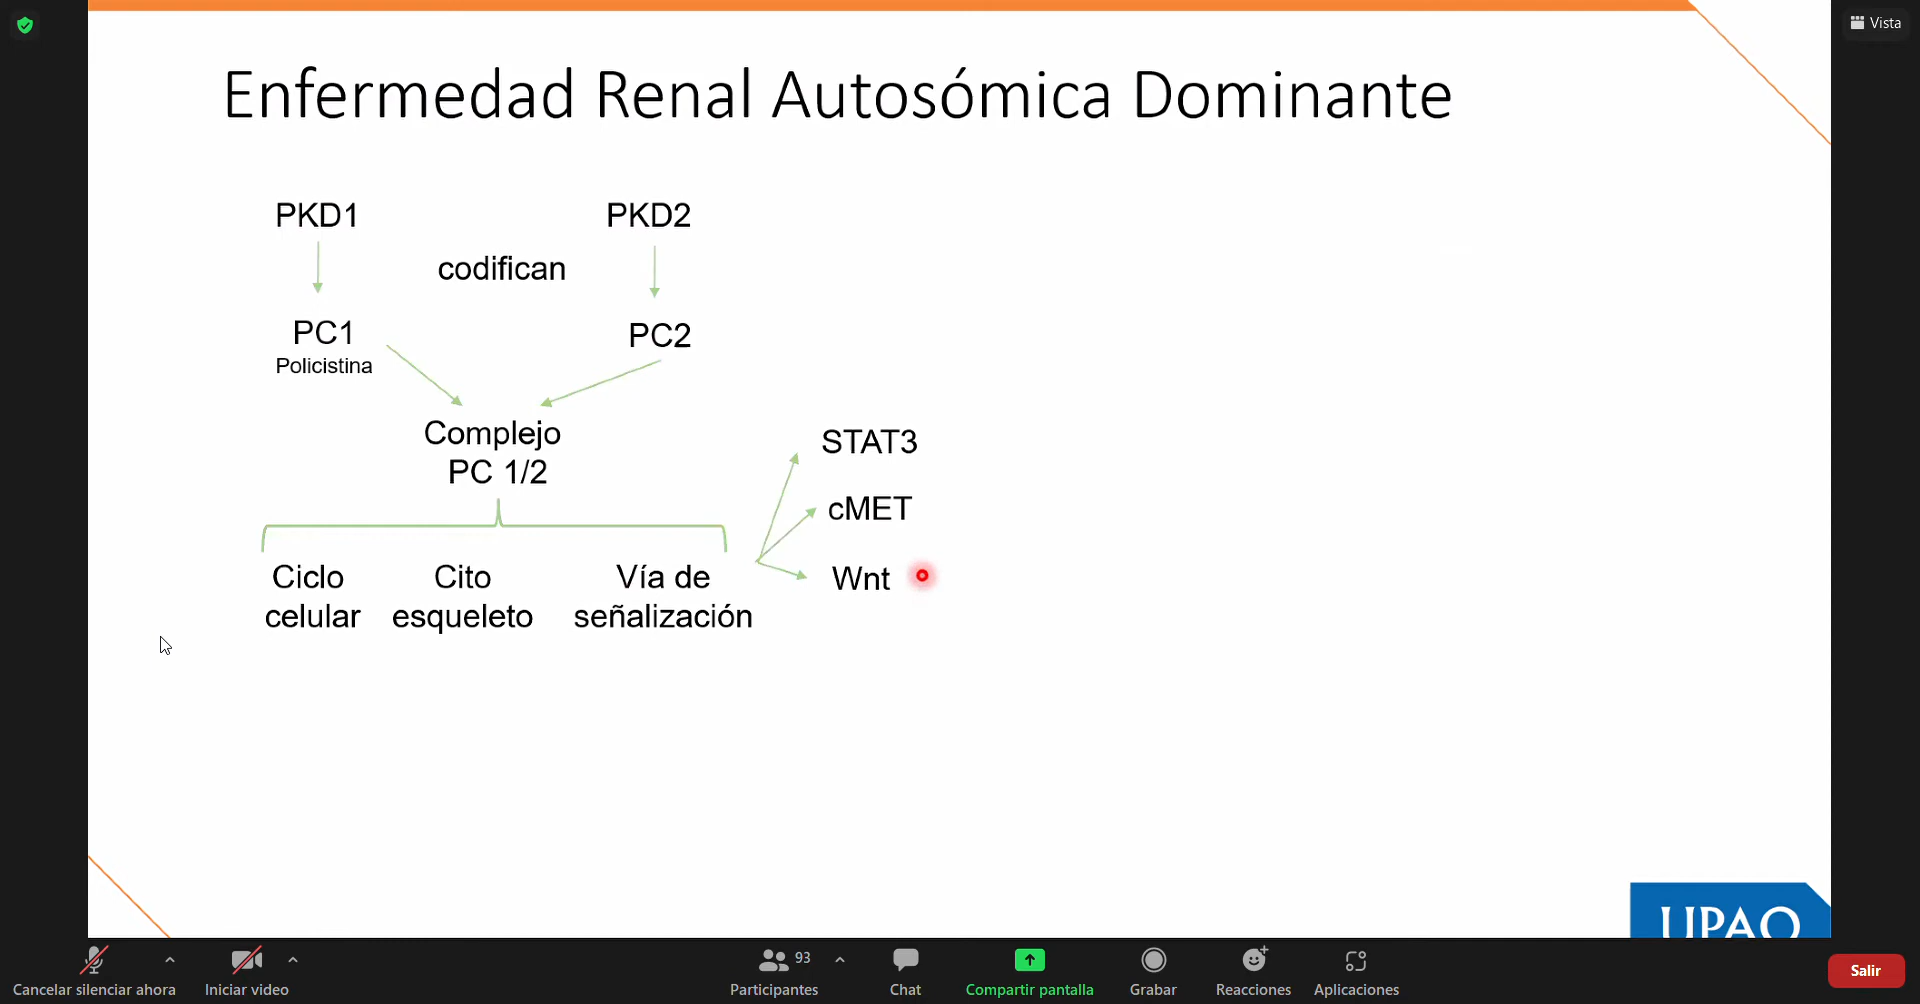 Vista
Enfermedad Renal Autosómica Dominante
PKD1
PKD2
codifican
PC1
Policistina
PC2
Complejo
PC 1/2
STAT3
cMET
Wnt
Ciclo
celular
Cito
esqueleto
Vía de
señalización
UPAO
Cancelar silenciar ahora
Iniciar video
93
Participantes
Chat
Compartir pantalla
Grabar
Reacciones
Aplicaciones
Salir